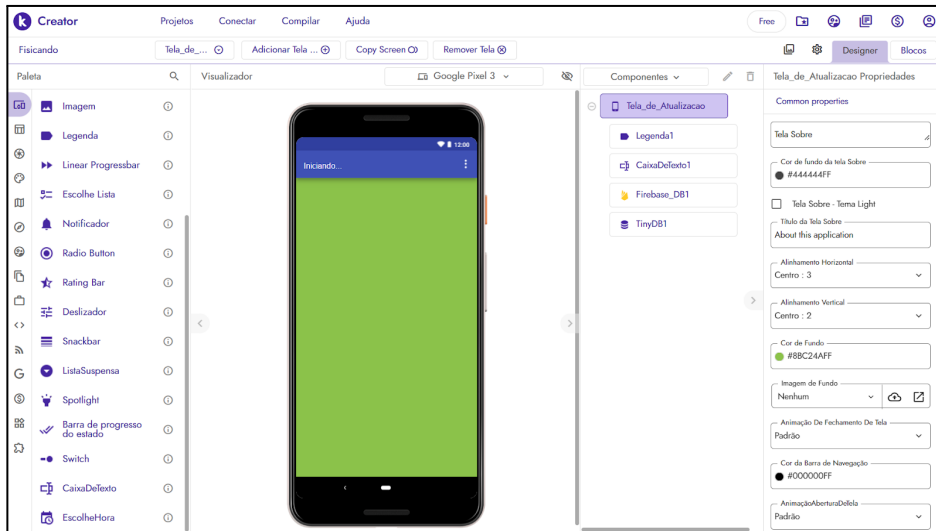 Creator
Projetos
Conectar
Compilar
Ajuda
Free
Fisicando
Tela_de_...
Adicionar Tela ...
Copy Screen
Remover Tela
Designer
Blocos
Paleta
Visualizador
Google Pixel 3
Componentes
Tela_de_Atualizacao Propriedades
Imagem
Legenda
Linear Progressbar
Escolhe Lista
Notificador
Radio Button
Rating Bar
Deslizador
Snackbar
ListaSuspensa
Spotlight
Barra de progresso
do estado
Switch
CaixaDeTexto
EscolheHora
12:00
Iniciando...
Tela_de_Atualizacao
Legenda1
CaixaDeTexto1
Firebase_DB1
TinyDB1
Common properties
Tela Sobre
Cor de fundo da tela Sobre
#444444FF
Tela Sobre - Tema Light
Título da Tela Sobre
About this application
Alinhamento Horizontal
Centro : 3
Alinhamento Vertical
Centro : 2
Cor de Fundo
#8BC24AFF
Imagem de Fundo
Nenhum
Animação De Fechamento De Tela
Padrão
Cor da Barra de Navegação
#000000FF
AnimaçãoAberturaDeTela
Padrão